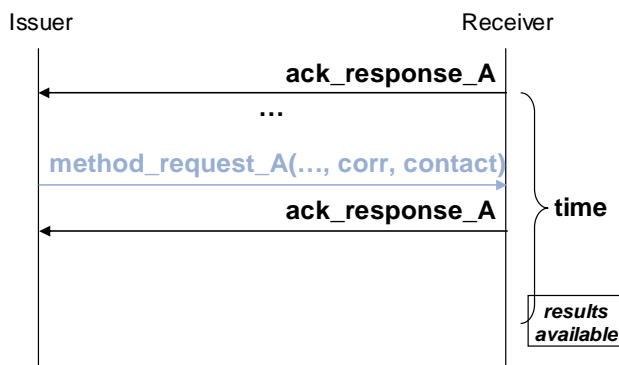 Issuer
Receiver
ack_response_A
...
method_request_A(..., corr, contact)
ack_response_A
time
results
available